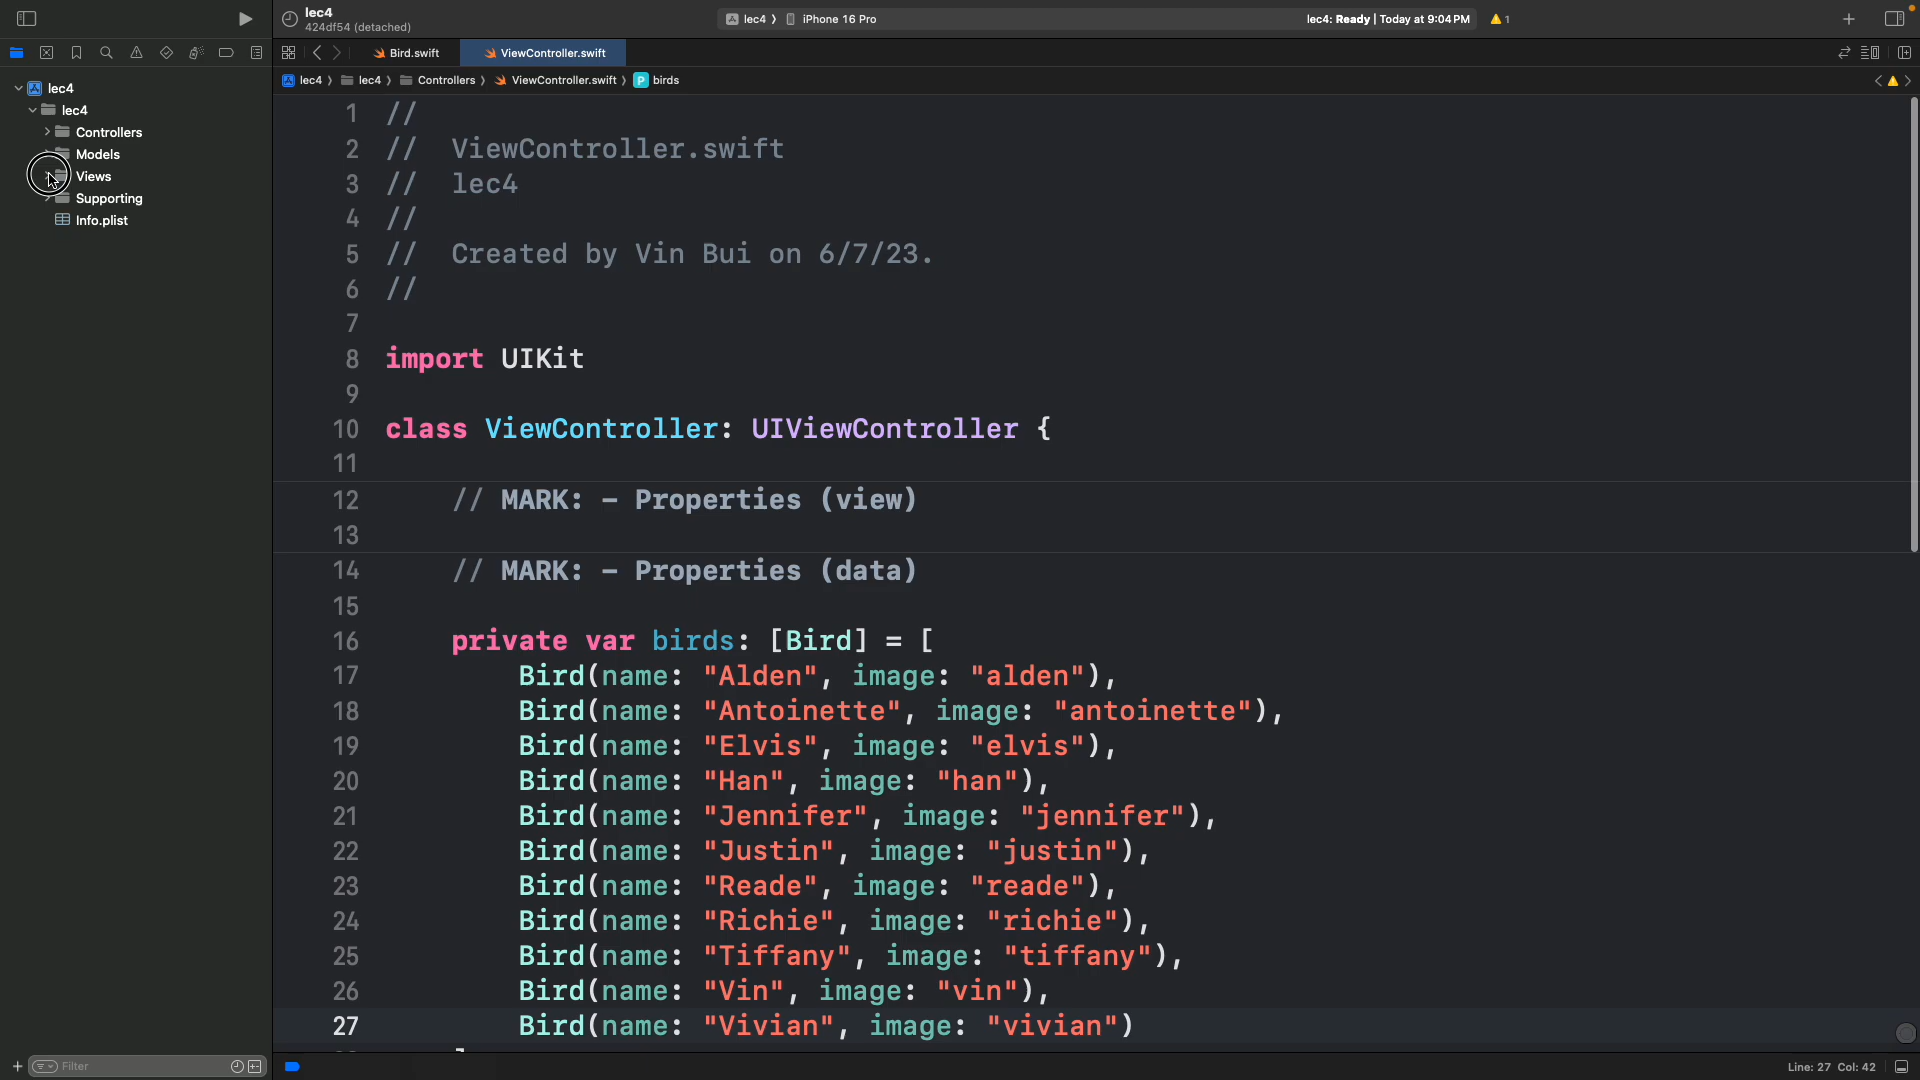 lec4
424df54 (detached)
lec4 〉 iPhone 16 Pro
lec4: Ready | Today at 9:04 PM
1
Bird.swift
ViewController.swift
lec4 〉 lec4 〉 Controllers 〉 ViewController.swift 〉 P birds
lec4
lec4
Controllers
Models
Views
Supporting
Info.plist
1 //
2 //  ViewController.swift
3 //  lec4
4 //
5 //  Created by Vin Bui on 6/7/23.
6 //
7
8 import UIKit
9
10 class ViewController: UIViewController {
11
12     // MARK: - Properties (view)
13
14     // MARK: - Properties (data)
15
16     private var birds: [Bird] = [
17         Bird(name: "Alden", image: "alden"),
18         Bird(name: "Antoinette", image: "antoinette"),
19         Bird(name: "Elvis", image: "elvis"),
20         Bird(name: "Han", image: "han"),
21         Bird(name: "Jennifer", image: "jennifer"),
22         Bird(name: "Justin", image: "justin"),
23         Bird(name: "Reade", image: "reade"),
24         Bird(name: "Richie", image: "richie"),
25         Bird(name: "Tiffany", image: "tiffany"),
26         Bird(name: "Vin", image: "vin"),
27         Bird(name: "Vivian", image: "vivian")
Filter
Line: 27 Col: 42